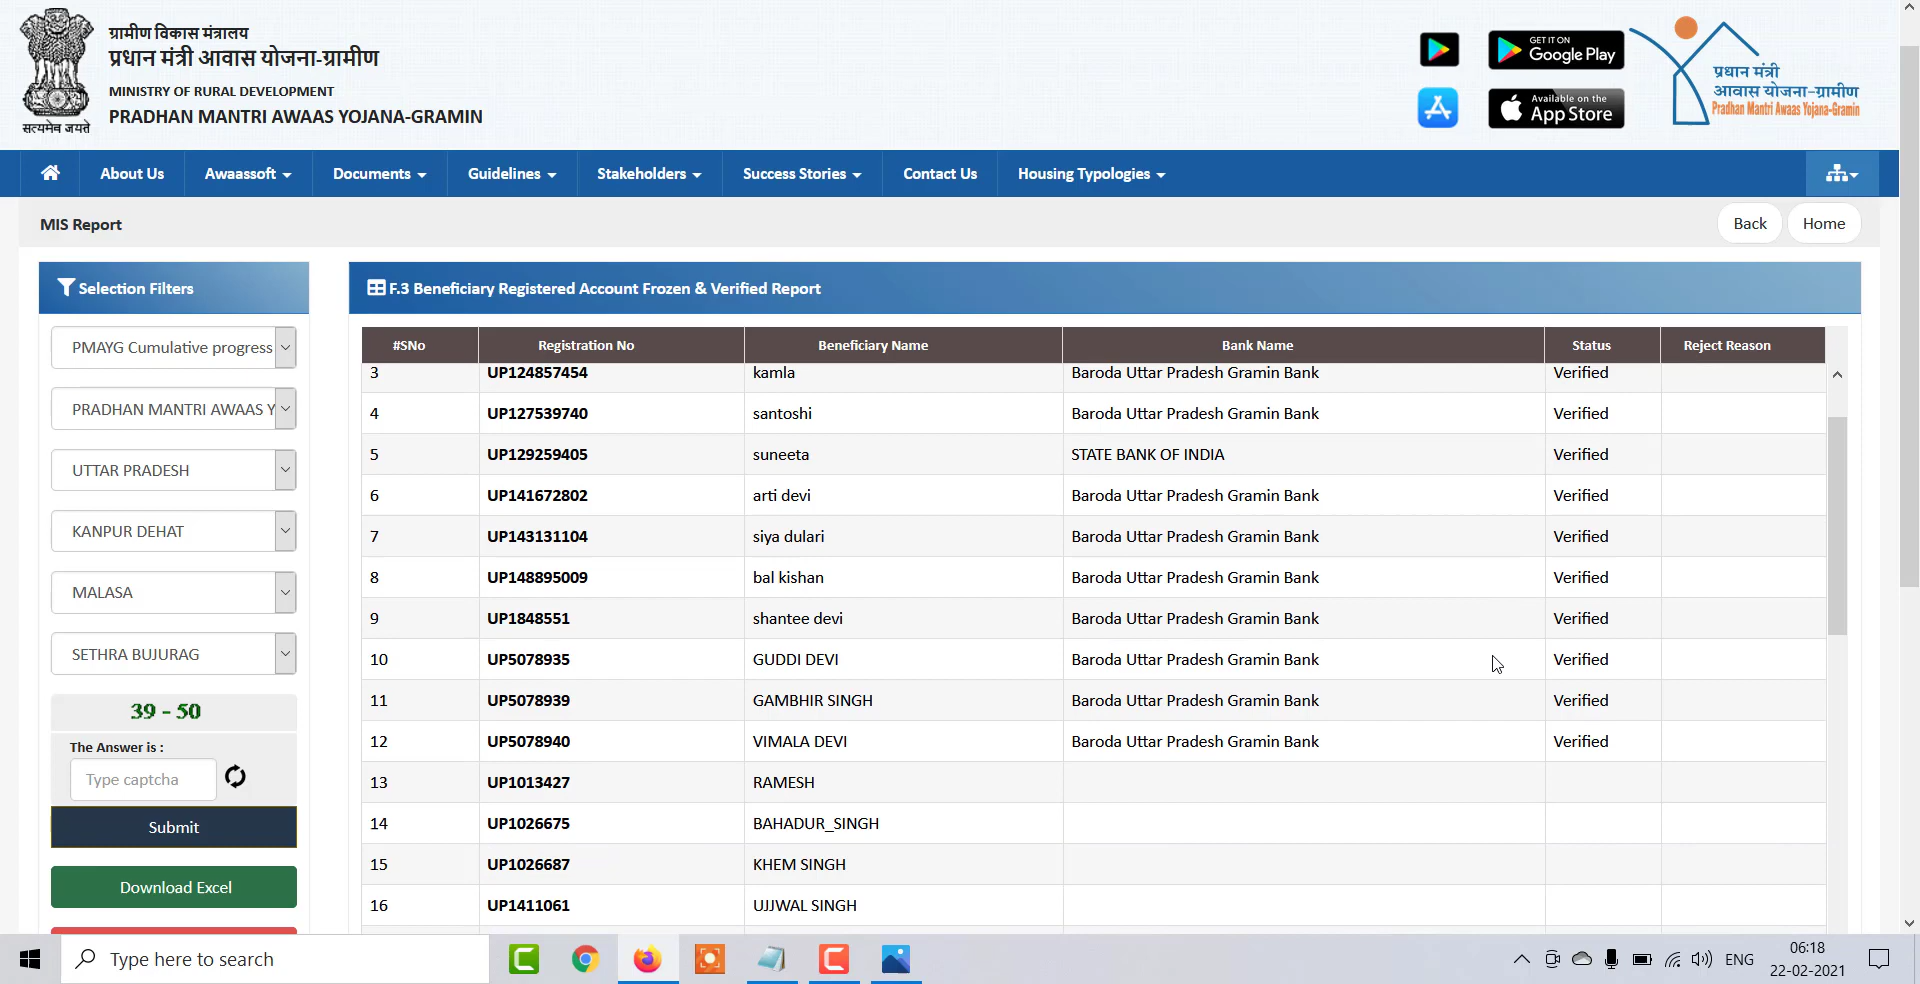 सत्यमेव जयते
ग्रामीण विकास मंत्रालय
प्रधान मंत्री आवास योजना-ग्रामीण
MINISTRY OF RURAL DEVELOPMENT
PRADHAN MANTRI AWAAS YOJANA-GRAMIN
GET IT ON
Google Play
Available on the
App Store
प्रधान मंत्री
आवास योजना-ग्रामीण
Pradhan Mantri Awaas Yojana-Gramin
About Us Awaassoft Documents Guidelines Stakeholders Success Stories Contact Us Housing Typologies
MIS Report Back Home
Selection Filters
PMAYG Cumulative progress
PRADHAN MANTRI AWAAS Y
UTTAR PRADESH
KANPUR DEHAT
MALASA
SETHRA BUJURAG
39 - 50
The Answer is :
Type captcha
Submit
Download Excel
F.3 Beneficiary Registered Account Frozen & Verified Report
#SNo Registration No Beneficiary Name Bank Name Status Reject Reason
3 UP124857454 kamla Baroda Uttar Pradesh Gramin Bank Verified
4 UP127539740 santoshi Baroda Uttar Pradesh Gramin Bank Verified
5 UP129259405 suneeta STATE BANK OF INDIA Verified
6 UP141672802 arti devi Baroda Uttar Pradesh Gramin Bank Verified
7 UP143131104 siya dulari Baroda Uttar Pradesh Gramin Bank Verified
8 UP148895009 bal kishan Baroda Uttar Pradesh Gramin Bank Verified
9 UP1848551 shantee devi Baroda Uttar Pradesh Gramin Bank Verified
10 UP5078935 GUDDI DEVI Baroda Uttar Pradesh Gramin Bank Verified
11 UP5078939 GAMBHIR SINGH Baroda Uttar Pradesh Gramin Bank Verified
12 UP5078940 VIMALA DEVI Baroda Uttar Pradesh Gramin Bank Verified
13 UP1013427 RAMESH
14 UP1026675 BAHADUR_SINGH
15 UP1026687 KHEM SINGH
16 UP1411061 UJJWAL SINGH
Type here to search
ENG
06:18
22-02-2021